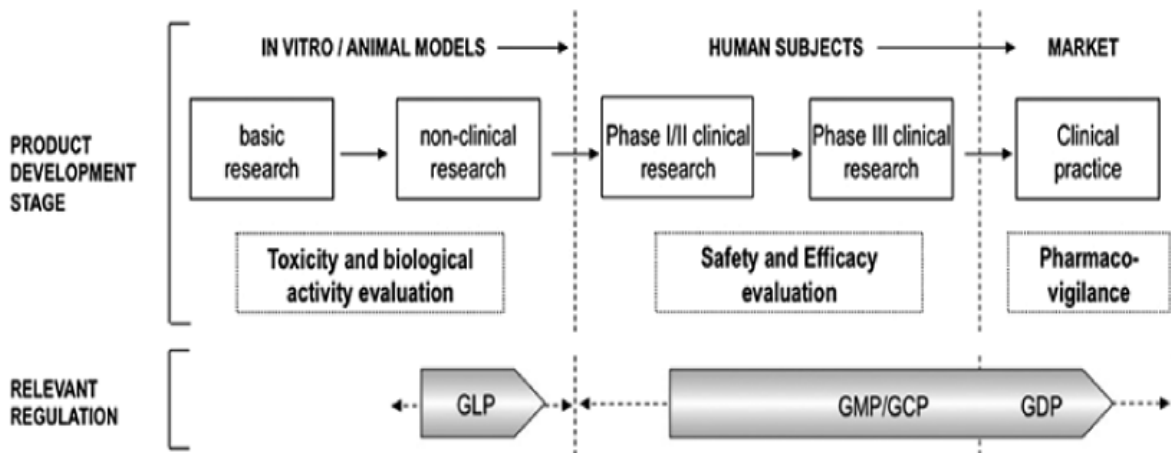 IN VITRO / ANIMAL MODELS
HUMAN SUBJECTS
MARKET
PRODUCT
DEVELOPMENT
STAGE
basic
research
non-clinical
research
Phase I/II clinical
research
Phase III clinical
research
Clinical
practice
Toxicity and biological
activity evaluation
Safety and Efficacy
evaluation
Pharmaco-
vigilance
RELEVANT
REGULATION
GLP
GMP/GCP
GDP